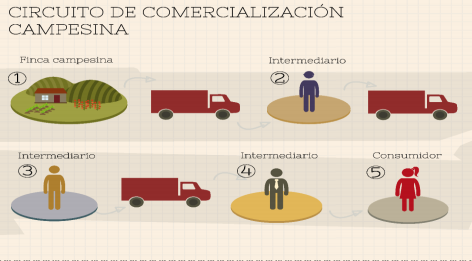 CIRCUITO DE COMERCIALIZACIÓN
CAMPESINA
Finca campesina
1
Intermediario
2
Intermediario
3
Intermediario
4
Consumidor
5